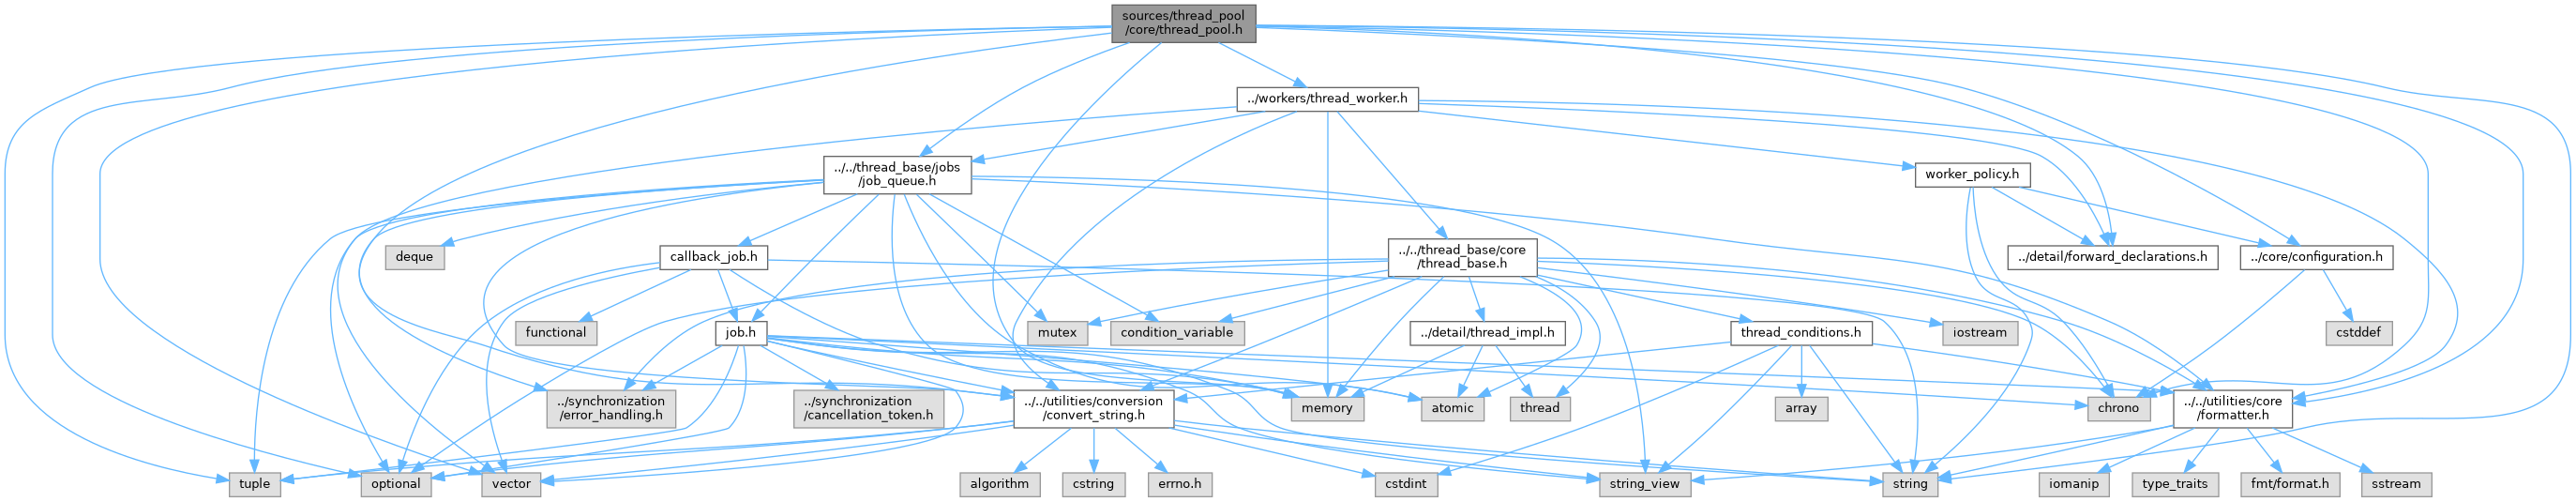 sources/thread_pool
/core/thread_pool.h
../workers/thread_worker.h
../../thread_base/jobs
/job_queue.h
worker_policy.h
deque
callback_job.h
../../thread_base/core
/thread_base.h
../detail/forward_declarations.h
../core/configuration.h
functional
job.h
mutex
condition_variable
../detail/thread_impl.h
thread_conditions.h
iostream
cstddef
../synchronization
/error_handling.h
../synchronization
/cancellation_token.h
../../utilities/conversion
/convert_string.h
memory
atomic
thread
array
chrono
../../utilities/core
/formatter.h
tuple
optional
vector
algorithm
cstring
errno.h
cstdint
string_view
string
iomanip
type_traits
fmt/format.h
sstream